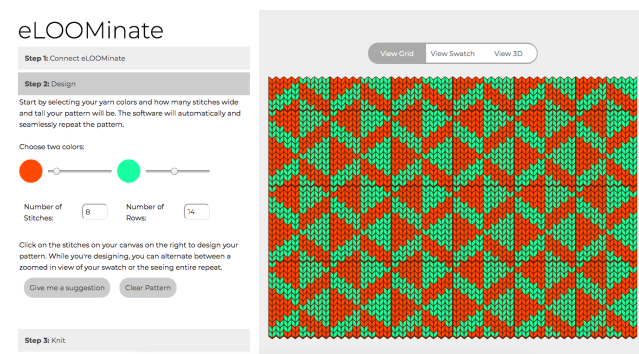 eLOOMinate
Step 1: Connect eLOOMinate
Step 2: Design
Start by selecting your yarn colors and how many stitches wide
and tall your pattern will be. The software will automatically and
seamlessly repeat the pattern.
Choose two colors:
Number of
Stitches:
8
Number of
Rows:
14
Click on the stitches on your canvas on the right to design your
pattern. While you're designing, you can alternate between a
zoomed in view of your swatch or the seeing entire repeat.
Give me a suggestion
Clear Pattern
Step 3: Knit
View Grid
View Swatch
View 3D